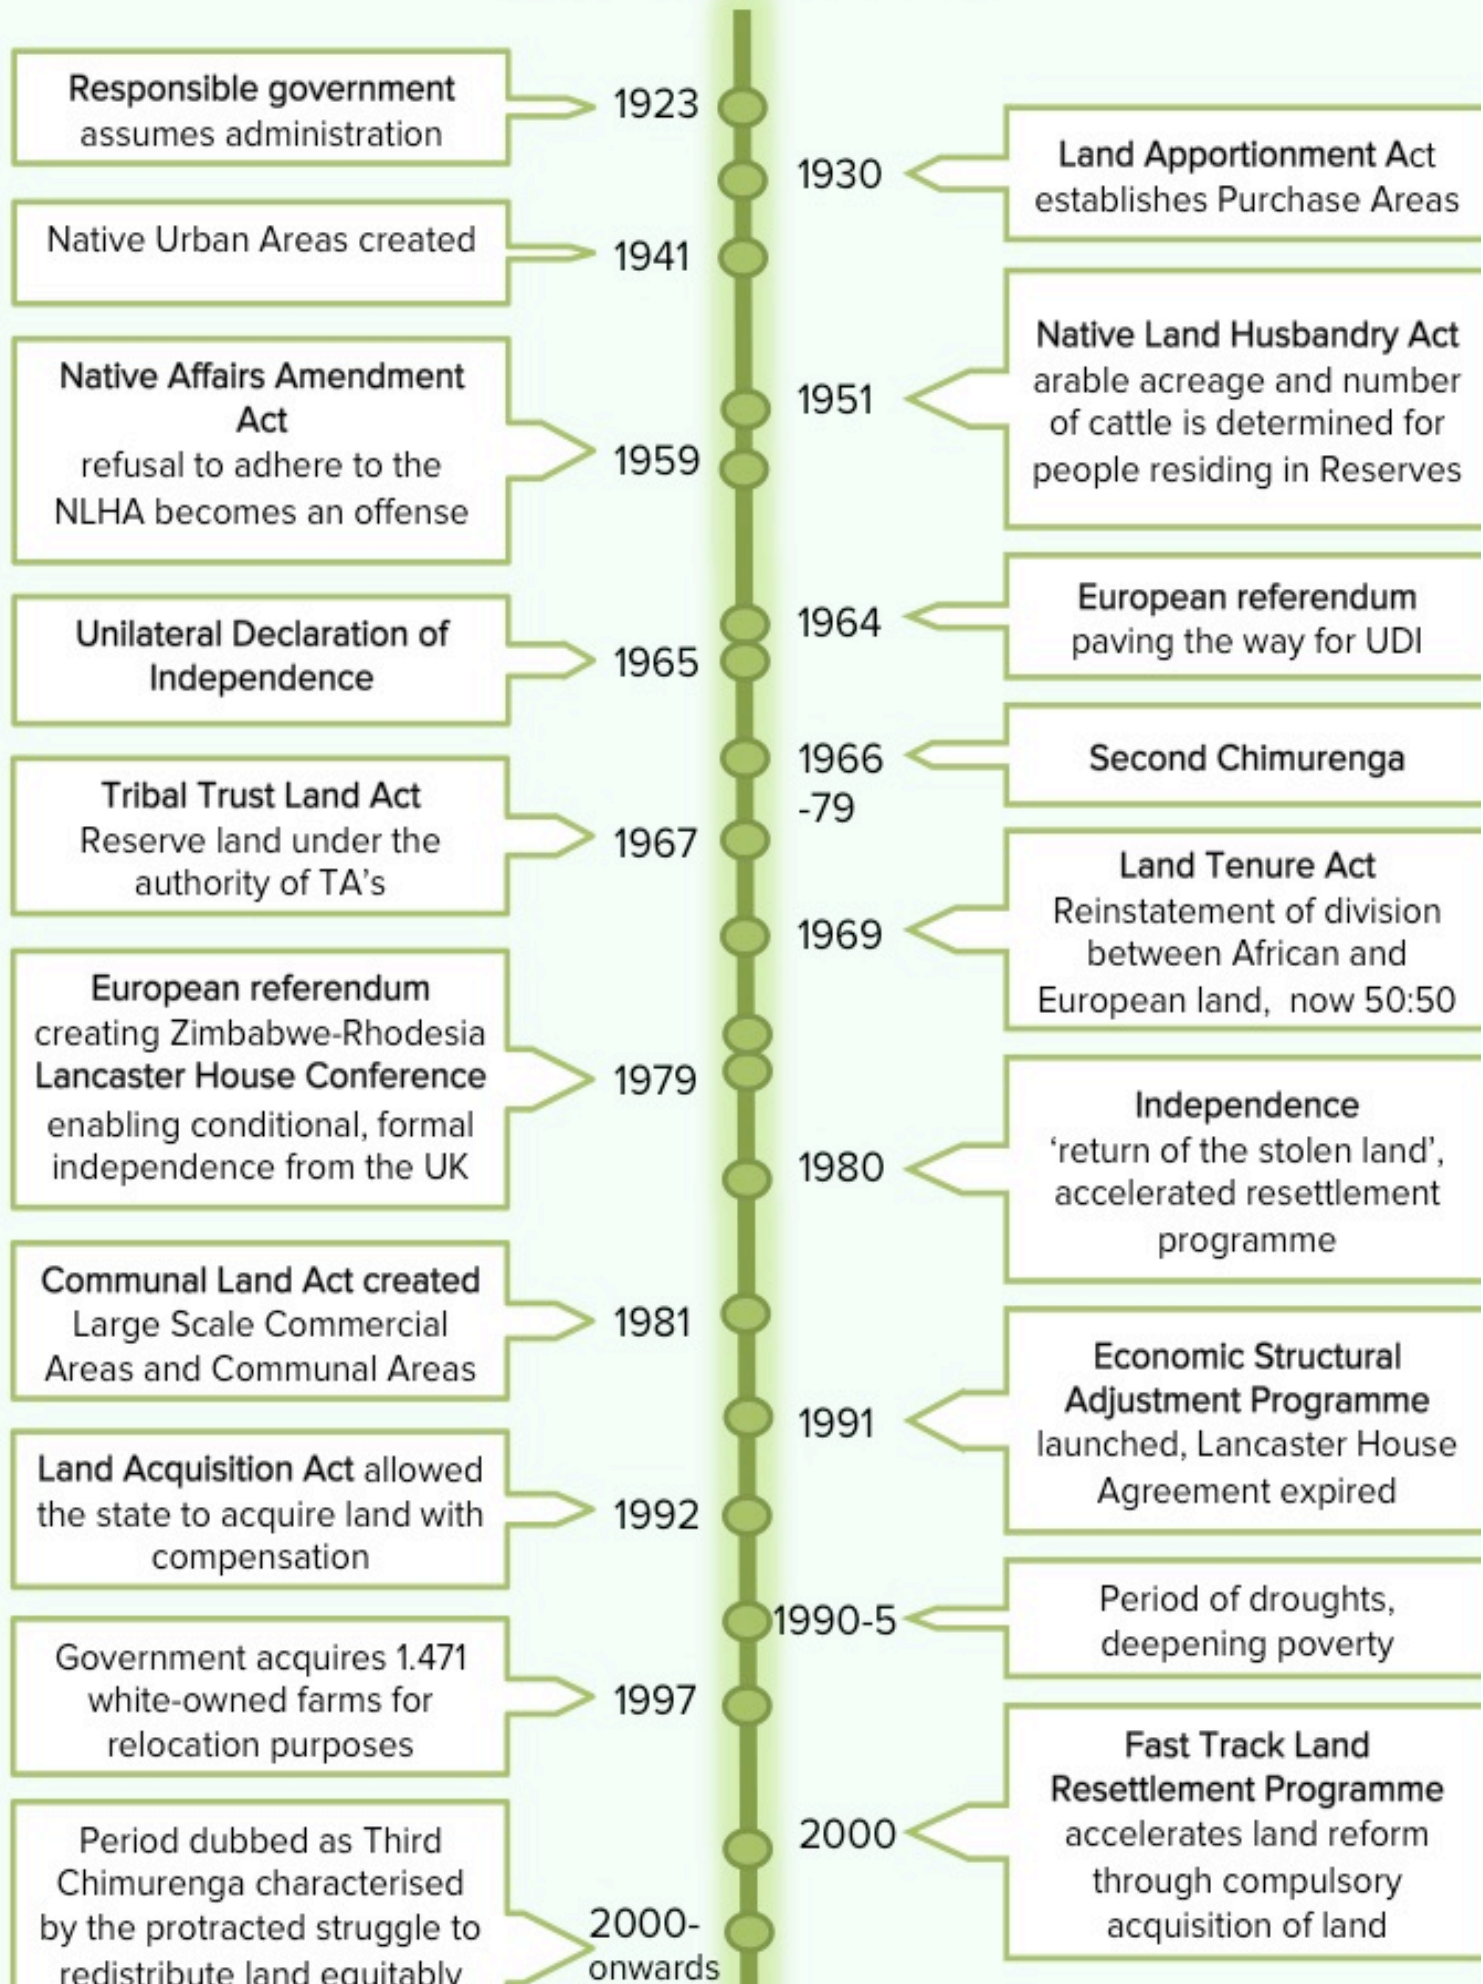 Responsible government
assumes administration
1923
Land Apportionment Act
establishes Purchase Areas
1930
Native Urban Areas created
1941
Native Land Husbandry Act
arable acreage and number
of cattle is determined for
people residing in Reserves
1951
Native Affairs Amendment
Act
refusal to adhere to the
NLHA becomes an offense
1959
European referendum
paving the way for UDI
1964
Unilateral Declaration of
Independence
1965
Second Chimurenga
1966
-79
Tribal Trust Land Act
Reserve land under the
authority of TA's
1967
Land Tenure Act
Reinstatement of division
between African and
European land, now 50:50
1969
European referendum
creating Zimbabwe-Rhodesia
Lancaster House Conference
enabling conditional, formal
independence from the UK
1979
Independence
‘return of the stolen land’,
accelerated resettlement
programme
1980
Communal Land Act created
Large Scale Commercial
Areas and Communal Areas
1981
Economic Structural
Adjustment Programme
launched, Lancaster House
Agreement expired
1991
Land Acquisition Act allowed
the state to acquire land with
compensation
1992
Period of droughts,
deepening poverty
1990-5
Government acquires 1.471
white-owned farms for
relocation purposes
1997
Fast Track Land
Resettlement Programme
accelerates land reform
through compulsory
acquisition of land
2000
Period dubbed as Third
Chimurenga characterised
by the protracted struggle to
redistribute land equitably
2000-
onwards